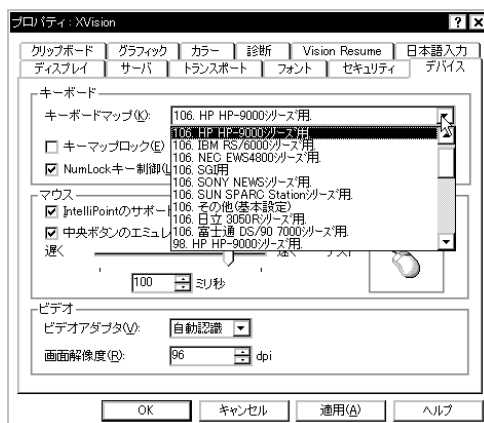 プロパティ : XVision
クリップボード グラフィック カラー 診断 Vision Resume 日本語入力
ディスプレイ サーバ トランスポート フォント セキュリティ デバイス
キーボード
キーボードマップ(K): 106. HP HP-9000シリーズ用.
106. HP HP-9000シリーズ用.
キーマップロック(E) 106. IBM RS/6000シリーズ用.
106. NEC EWS4800シリーズ用.
NumLockキー制御(L 106. SGI用
106. SONY NEWSシリーズ用.
マウス 106. SUN SPARC Stationシリーズ用.
IntelliPointのサポート 106. その他(基本設定)
106. 日立 3050Rシリーズ用.
中央ボタンのエミュレ 106. 富士通 DS/90 7000シリーズ用.
遅く 98. HP HP-9000シリーズ用.
100 ミリ秒
ビデオ
ビデオアダプタ(V): 自動認識
画面解像度(R): 96 dpi
OK キャンセル 適用(A) ヘルプ